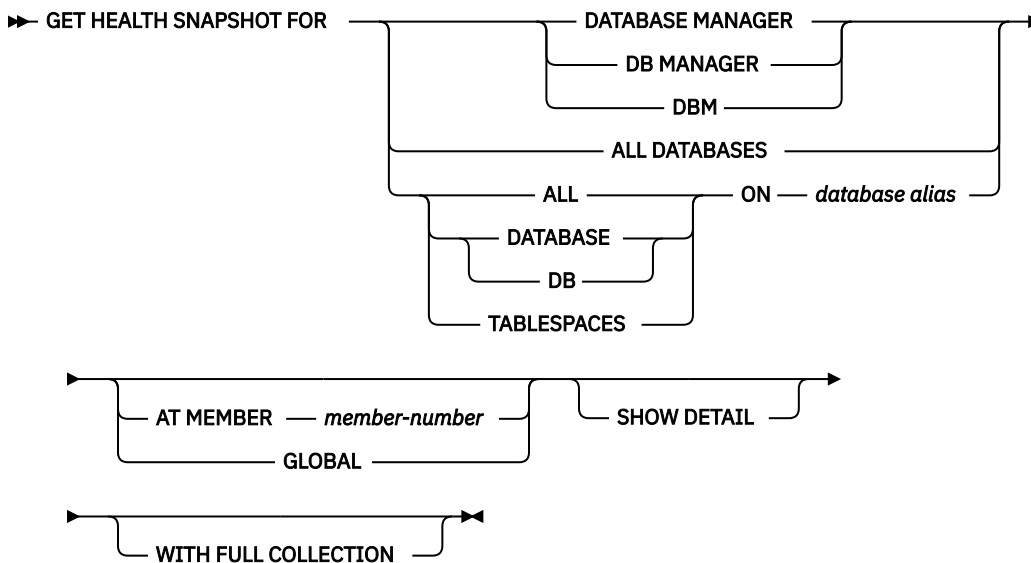 GET HEALTH SNAPSHOT FOR DATABASE MANAGER
DB MANAGER
DBM
ALL DATABASES
ALL ON database alias
DATABASE
DB
TABLESPACES
AT MEMBER member-number SHOW DETAIL
GLOBAL
WITH FULL COLLECTION